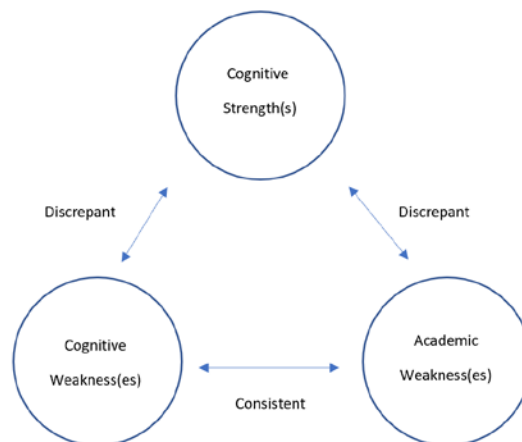 Cognitive
Strength(s)
Discrepant
Discrepant
Cognitive
Weakness(es)
Academic
Weakness(es)
Consistent